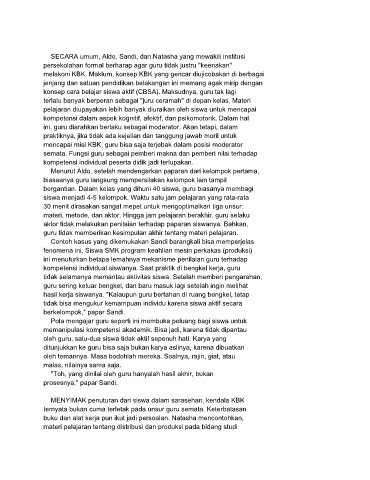 SECARA umum, Aldo, Sandi, dan Natasha yang mewakili institusi
persekolahan formal berharap agar guru tidak justru "keenakan"
melakoni KBK. Maklum, konsep KBK yang gencar diujicobakan di berbagai
jenjang dan satuan pendidikan belakangan ini memang agak mirip dengan
konsep cara belajar siswa aktif (CBSA). Maksudnya, guru tak lagi
terlalu banyak berperan sebagai "juru ceramah" di depan kelas. Materi
pelajaran diupayakan lebih banyak diuraikan oleh siswa untuk mencapai
kompetensi dalam aspek kognitif, afektif, dan psikomotorik. Dalam hal
ini, guru diarahkan berlaku sebagai moderator. Akan tetapi, dalam
praktiknya, jika tidak ada kejelian dan tanggung jawab moril untuk
mencapai misi KBK, guru bisa saja terjebak dalam posisi moderator
semata. Fungsi guru sebagai pemberi makna dan pemberi nilai terhadap
kompetensi individual peserta didik jadi terlupakan.
Menurut Aldo, setelah mendengarkan paparan dari kelompok pertama,
biasanya guru langsung mempersilakan kelompok lain tampil
bergantian. Dalam kelas yang dihuni 40 siswa, guru biasanya membagi
siswa menjadi 4-5 kelompok. Waktu satu jam pelajaran yang rata-rata
30 menit dirasakan sangat mepet untuk mengoptimalkan tiga unsur:
materi, metode, dan aktor. Hingga jam pelajaran berakhir, guru selaku
aktor tidak melakukan penilaian terhadap paparan siswanya. Bahkan,
guru tidak memberikan kesimpulan akhir tentang materi pelajaran.
Contoh kasus yang dikemukakan Sandi barangkali bisa memperjelas
fenomena ini. Siswa SMK program keahlian mesin perkakas (produksi)
ini menuturkan betapa lemahnya mekanisme penilaian guru terhadap
kompetensi individual siswanya. Saat praktik di bengkel kerja, guru
tidak selamanya memantau aktivitas siswa. Setelah memberi pengarahan,
guru sering keluar bengkel, dan baru masuk lagi setelah ingin melihat
hasil kerja siswanya. "Kalaupun guru bertahan di ruang bengkel, tetap
tidak bisa mengukur kemampuan individu karena siswa aktif secara
berkelompok," papar Sandi.
Pola mengajar guru seperti ini membuka peluang bagi siswa untuk
memanipulasi kompetensi akademik. Bisa jadi, karena tidak dipantau
oleh guru, satu-dua siswa tidak aktif sepenuh hati. Karya yang
ditunjukkan ke guru bisa saja bukan karya aslinya, karena dibuatkan
oleh temannya. Masa bodohlah mereka. Soalnya, rajin, giat, atau
malas, nilainya sama saja.
"Toh, yang dinilai oleh guru hanyalah hasil akhir, bukan
prosesnya," papar Sandi.
MENYIMAK penuturan dari siswa dalam sarasehan, kendala KBK
ternyata bukan cuma terletak pada unsur guru semata. Keterbatasan
buku dan alat kerja pun ikut jadi persoalan. Natasha mencontohkan,
materi pelajaran tentang distribusi dan produksi pada bidang studi